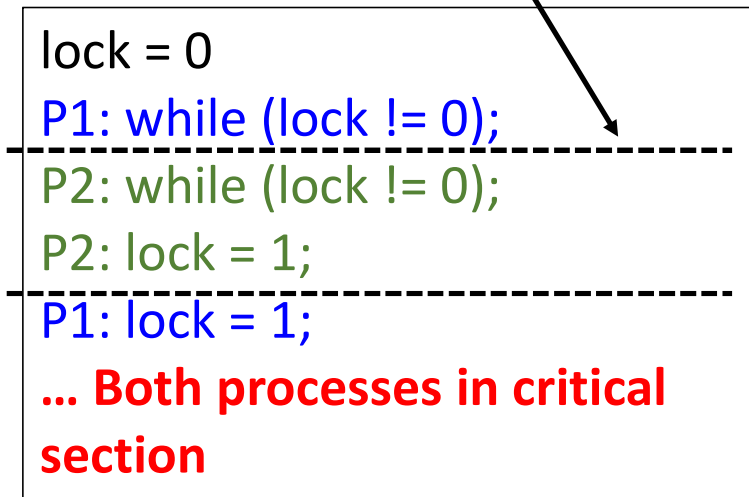 lock = 0
P1: while (lock != 0);
P2: while (lock != 0);
P2: lock = 1;
P1: lock = 1;
... Both processes in critical
section